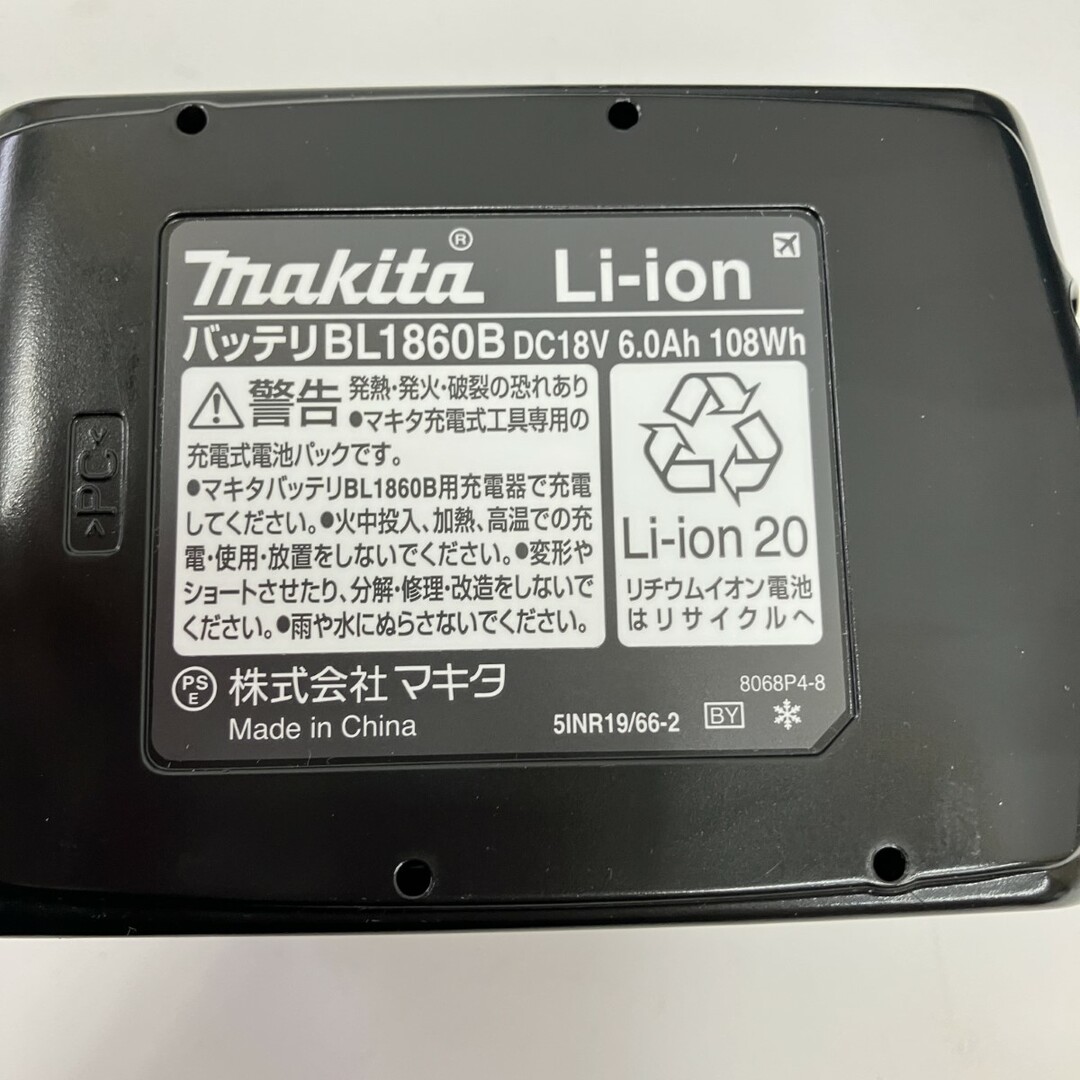 makita® Li-ion
バッテリBL1860B DC18V 6.0Ah 108Wh
警告 発熱・発火・破裂の恐れあり
●マキタ充電式工具専用の
充電式電池パックです。
●マキタバッテリBL1860B用充電器で充電
してください。●火中投入、加熱、高温での充
電・使用・放置をしないでください。●変形や
ショートさせたり、分解・修理・改造をしないで
ください。●雨や水にぬらさないでください。
Li-ion 20
リチウムイオン電池
はリサイクルへ
PSE 株式会社マキタ
8068P4-8
Made in China
5INR19/66-2 BY
>PC<